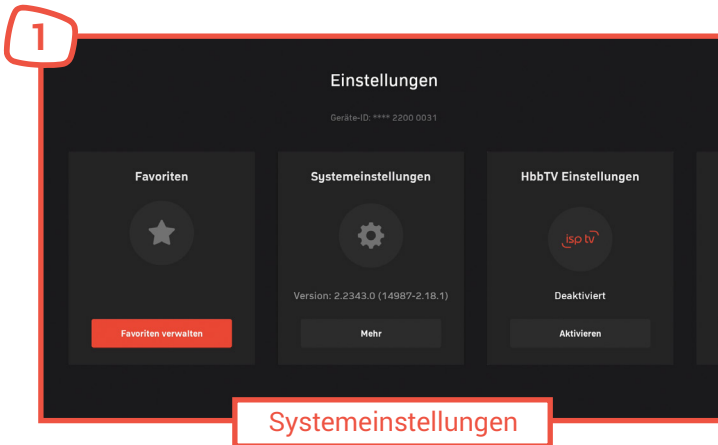 1
Einstellungen
Geräte-ID: **** 2200 0031
Favoriten
Systemeinstellungen
HbbTV Einstellungen
isp tv
Version: 2.2343.0 (14987-2.18.1)
Deaktiviert
Favoriten verwalten
Mehr
Aktivieren
Systemeinstellungen